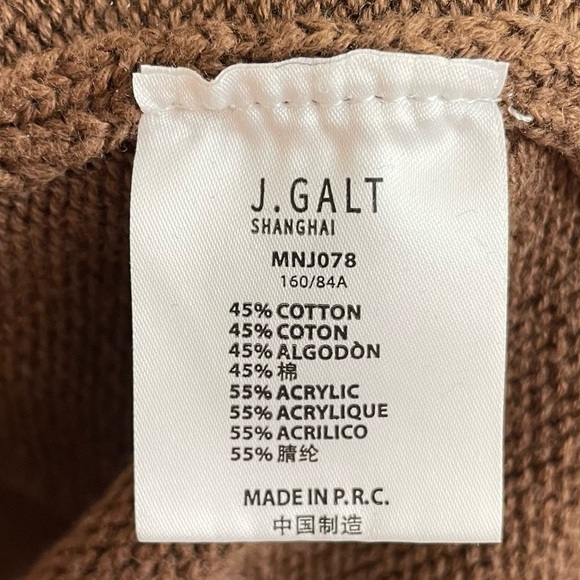 J.GALT
SHANGHAI
MNJ078
160/84A
45% COTTON
45% COTON
45% ALGODÒN
45% 棉
55% ACRYLIC
55% ACRYLIQUE
55% ACRILICO
55% 腈纶
MADE IN P.R.C.
中国制造